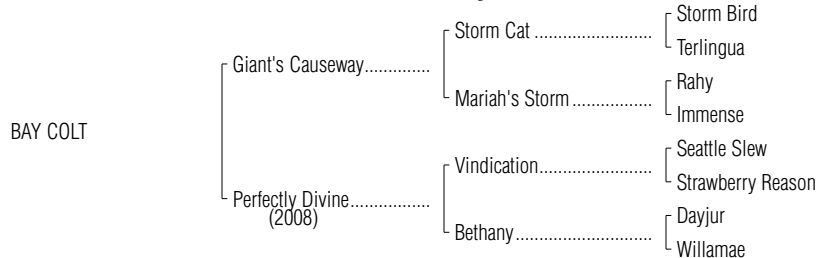 Storm Bird
Storm Cat ........................
Terlingua
Giant's Causeway..............
Rahy
Mariah's Storm .................
Immense
BAY COLT
Seattle Slew
Vindication........................
Strawberry Reason
Perfectly Divine.................
(2008)
Dayjur
Bethany .............................
Willamae